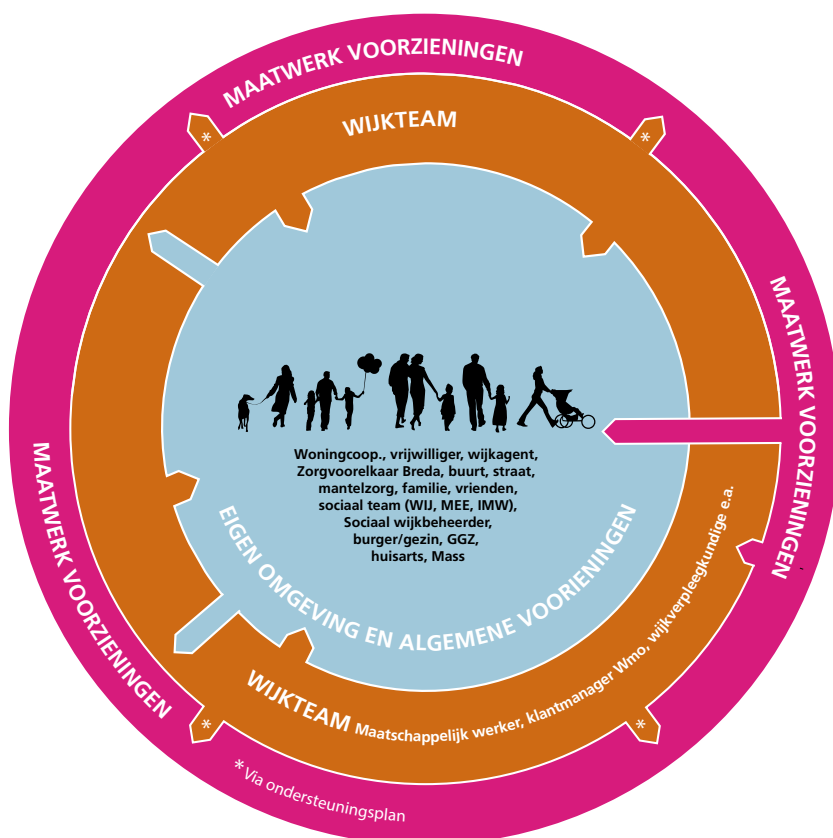 MAATWERK VOORZIENINGEN
WIJKTEAM
*
*
MAATWERK VOORZIENINGEN
MAATWERK VOORZIENINGEN
Woningcoop., vrijwilliger, wijkagent,
Zorgvoorelkaar Breda, buurt, straat,
mantelzorg, familie, vrienden,
sociaal team (WIJ, MEE, IMW),
Sociaal wijkbeheerder,
burger/gezin, GGZ,
huisarts, Mass
EIGEN OMGEVING EN ALGEMENE VOORIENINGEN
WIJKTEAM Maatschappelijk werker, klantmanager Wmo, wijkverpleegkundige e.a.
*
*
*Via ondersteuningsplan